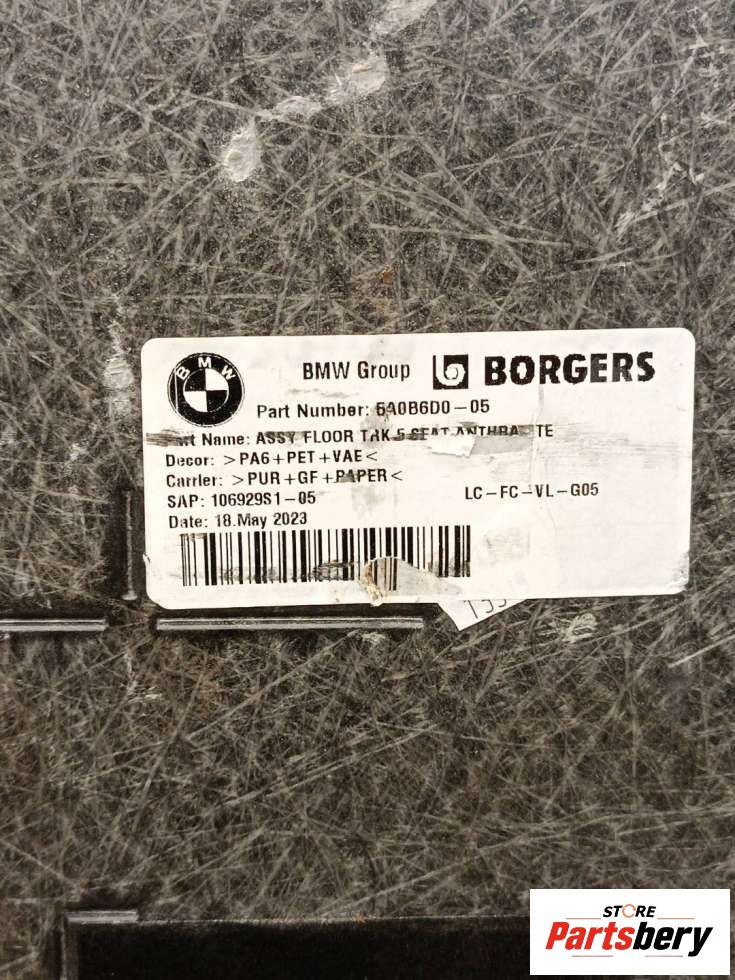 BMW
BMW Group BORGERS
Part Number: 5A0B6D0-05
Name: ASSY FLOOR TRK 5 SEAT
Decor: >PA6+PET+VAE<
Carrier: >PUR+GF+PAPER<
SAP: 106929S1-05 LC-FC-VL-G05
Date: 18.May 2023
STORE
Partsbery